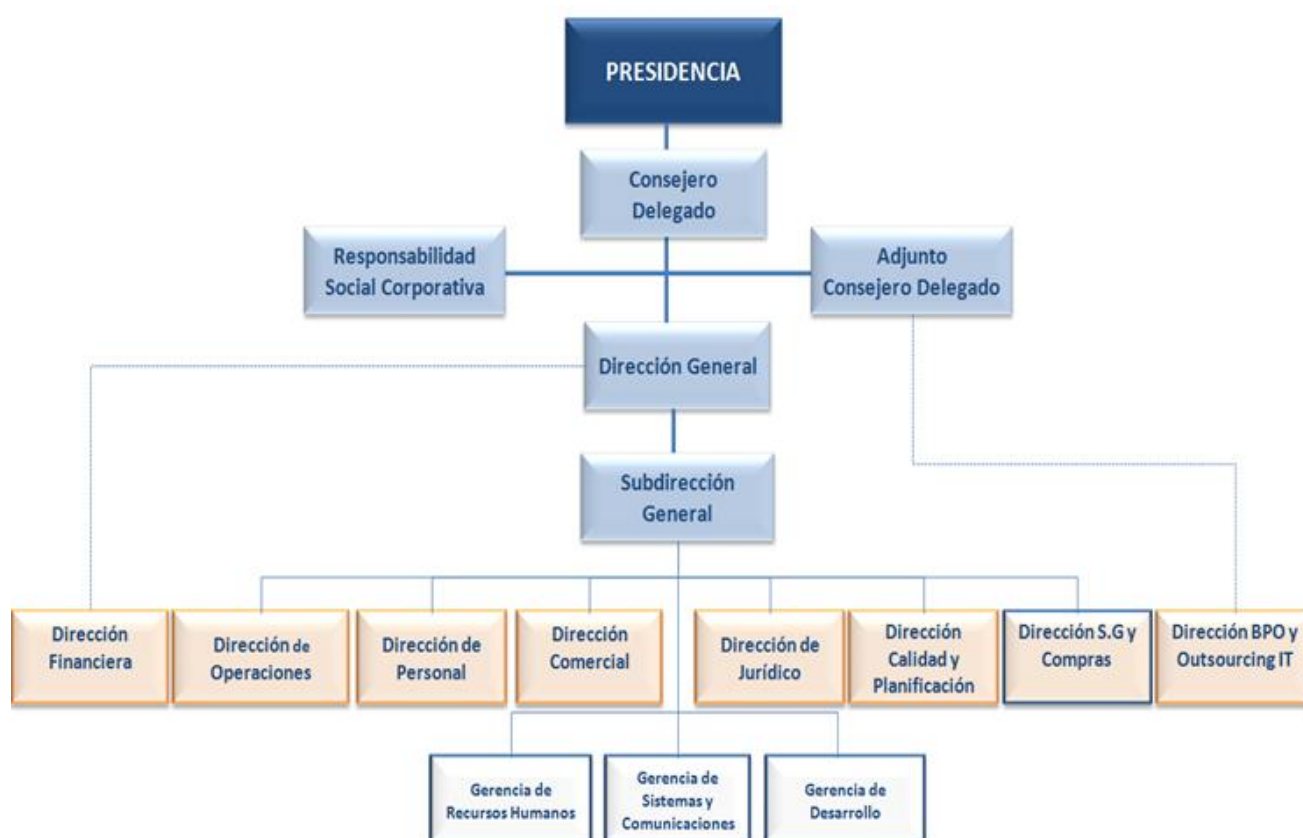 PRESIDENCIA
Consejero
Delegado
Responsabilidad
Social Corporativa
Adjunto
Consejero Delegado
Dirección General
Subdirección
General
Dirección
Financiera
Dirección de
Operaciones
Dirección de
Personal
Dirección
Comercial
Dirección de
Jurídico
Dirección
Calidad y
Planificación
Dirección S.G y
Compras
Dirección BPO y
Outsourcing IT
Gerencia de
Recursos Humanos
Gerencia de
Sistemas y
Comunicaciones
Gerencia de
Desarrollo